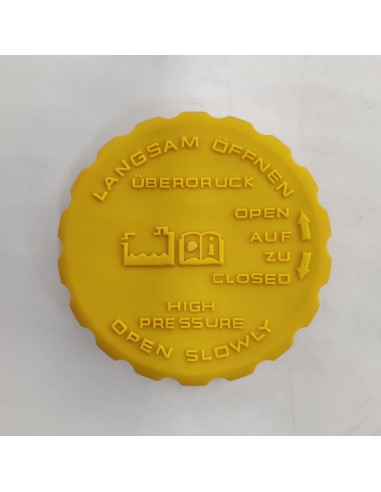 LANGSAM ÖFFNEN
ÜBERDRUCK
OPEN
AUF
ZU
CLOSED
HIGH
PRESSURE
OPEN SLOWLY